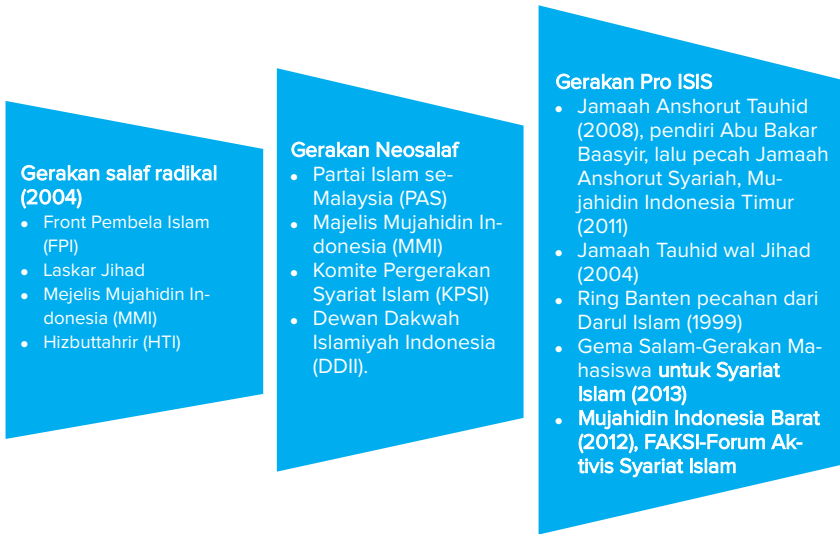 Gerakan salaf radikal
(2004)
• Front Pembela Islam
(FPI)
• Laskar Jihad
• Mejelis Mujahidin In-
donesia (MMI)
• Hizbuttahrir (HTI)
Gerakan Neosalaf
• Partai Islam se-
Malaysia (PAS)
• Majelis Mujahidin In-
donesia (MMI)
• Komite Pergerakan
Syariat Islam (KPSI)
• Dewan Dakwah
Islamiyah Indonesia
(DDII).
Gerakan Pro ISIS
• Jamaah Anshorut Tauhid
(2008), pendiri Abu Bakar
Baasyir, lalu pecah Jamaah
Anshorut Syariah, Mu-
jahidin Indonesia Timur
(2011)
• Jamaah Tauhid wal Jihad
(2004)
• Ring Banten pecahan dari
Darul Islam (1999)
• Gema Salam-Gerakan Ma-
hasiswa untuk Syariat
Islam (2013)
• Mujahidin Indonesia Barat
(2012), FAKSI-Forum Ak-
tivis Syariat Islam